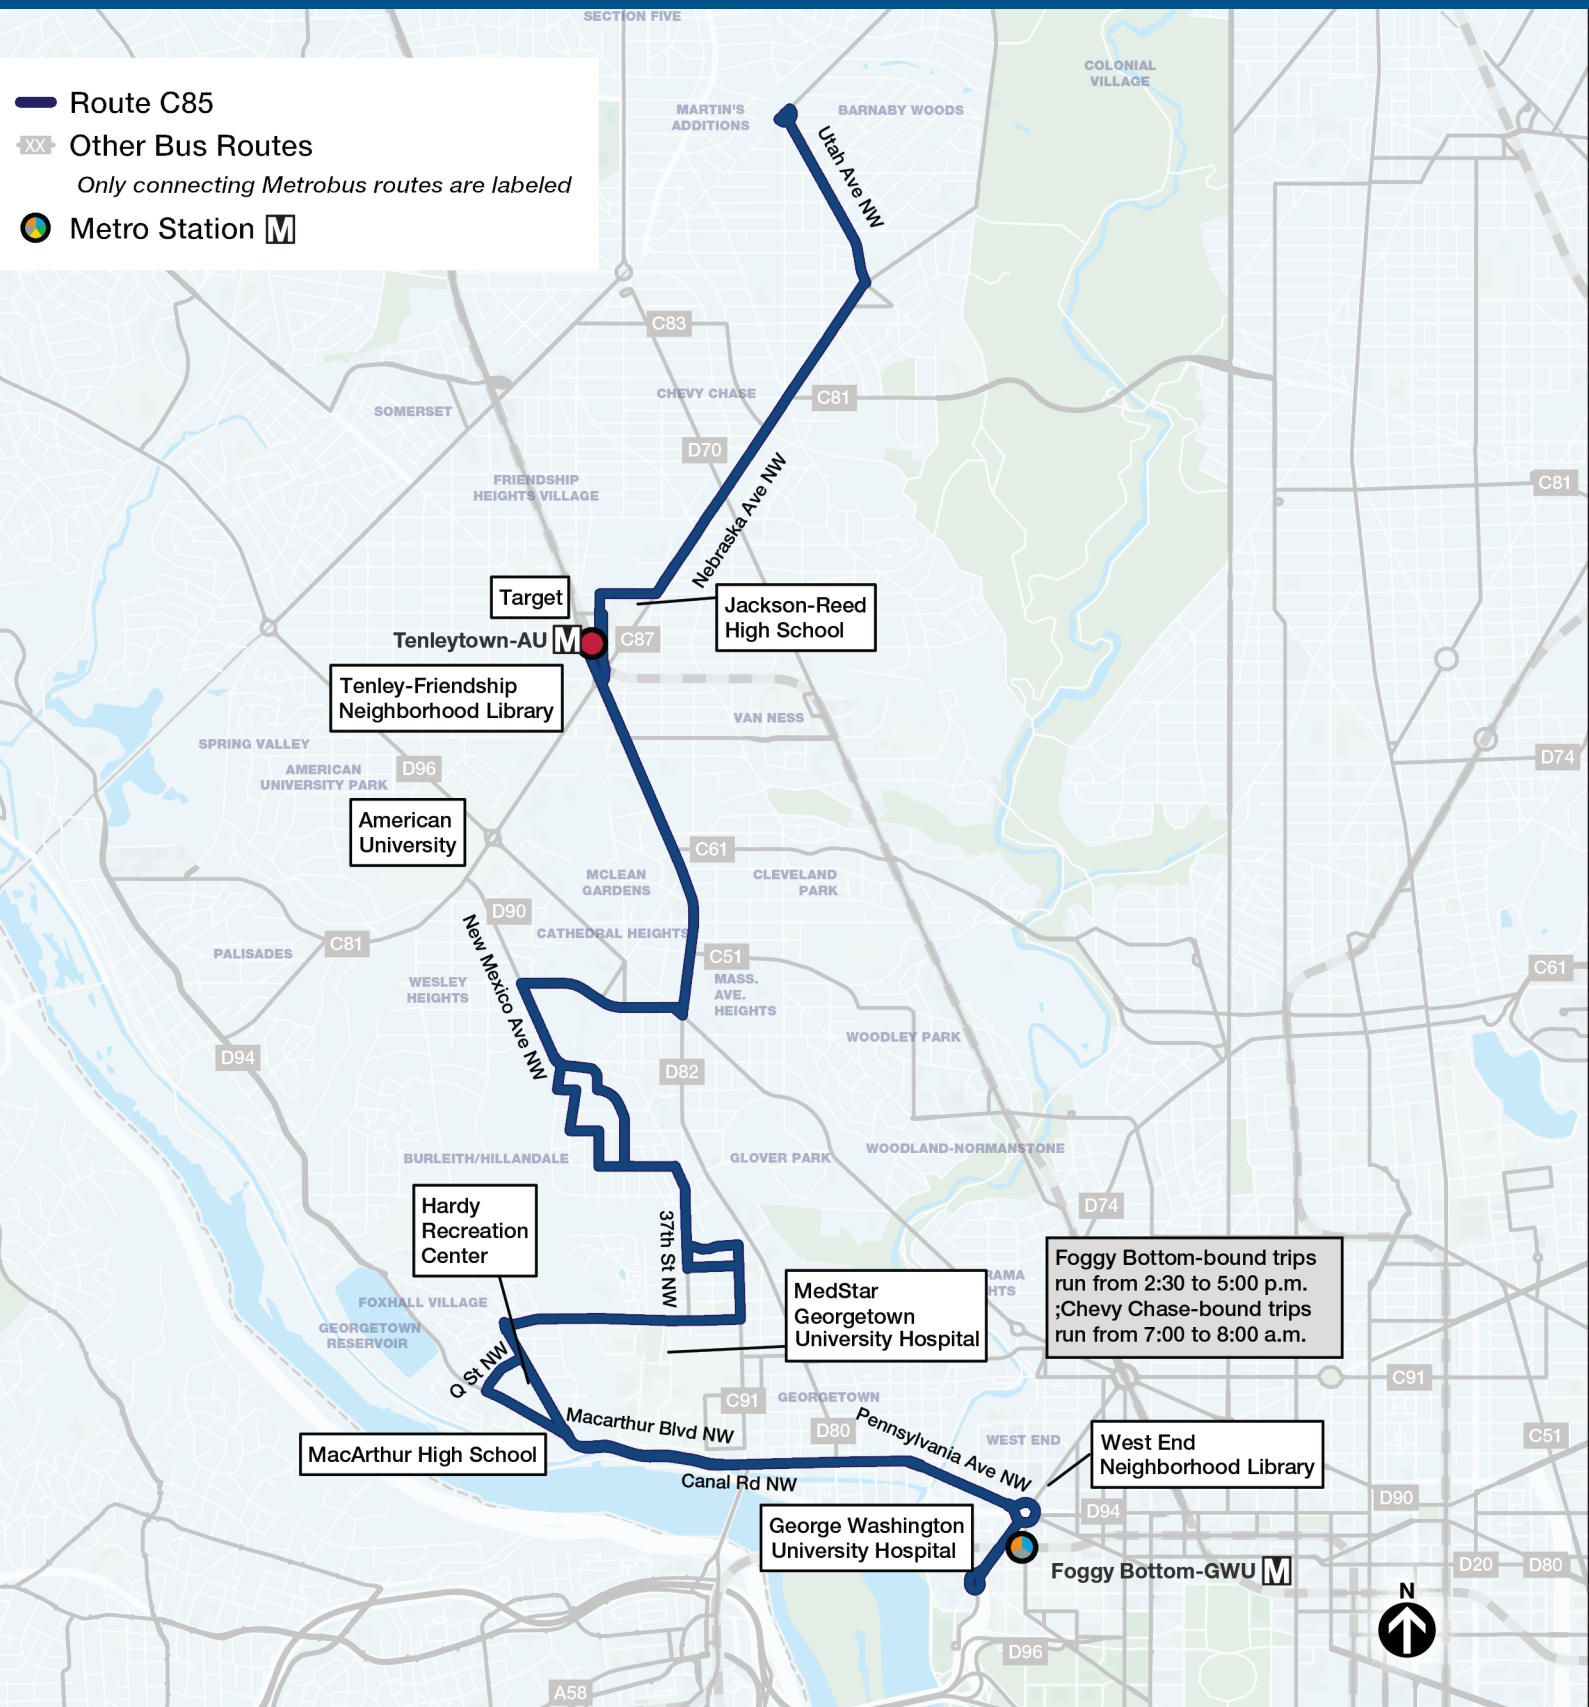 SECTION FIVE
Route C85
XX Other Bus Routes
Only connecting Metrobus routes are labeled
Metro Station M
COLONIAL
VILLAGE
MARTIN'S
ADDITIONS
BARNABY WOODS
Utah Ave NW
C83
CHEVY CHASE
C81
SOMERSET
D70
FRIENDSHIP
HEIGHTS VILLAGE
C81
Nebraska Ave NW
Target
Jackson-Reed
High School
Tenleytown-AU M
C87
Tenley-Friendship
Neighborhood Library
VAN NESS
SPRING VALLEY
D74
AMERICAN
UNIVERSITY PARK
D96
American
University
C61
MCLEAN
GARDENS
CLEVELAND
PARK
D90
CATHEDRAL HEIGHTS
New Mexico Ave NW
PALISADES
C81
C51
C61
WESLEY
HEIGHTS
MASS.
AVE.
HEIGHTS
WOODLEY PARK
D94
D82
BURLEITH/HILLANDALE
GLOVER PARK
WOODLAND-NORMANSTONE
Hardy
Recreation
Center
37th St NW
D74
Foggy Bottom-bound trips
run from 2:30 to 5:00 p.m.
;Chevy Chase-bound trips
run from 7:00 to 8:00 a.m.
RAMA
HTS
MedStar
Georgetown
University Hospital
FOXHALL VILLAGE
GEORGETOWN
RESERVOIR
Q St NW
C91
GEORGETOWN
C91
Macarthur Blvd NW
D80
Pennsylvania Ave NW
WEST END
West End
Neighborhood Library
C51
MacArthur High School
Canal Rd NW
D94
D90
George Washington
University Hospital
Foggy Bottom-GWU M
D20
D80
N
D96
A58